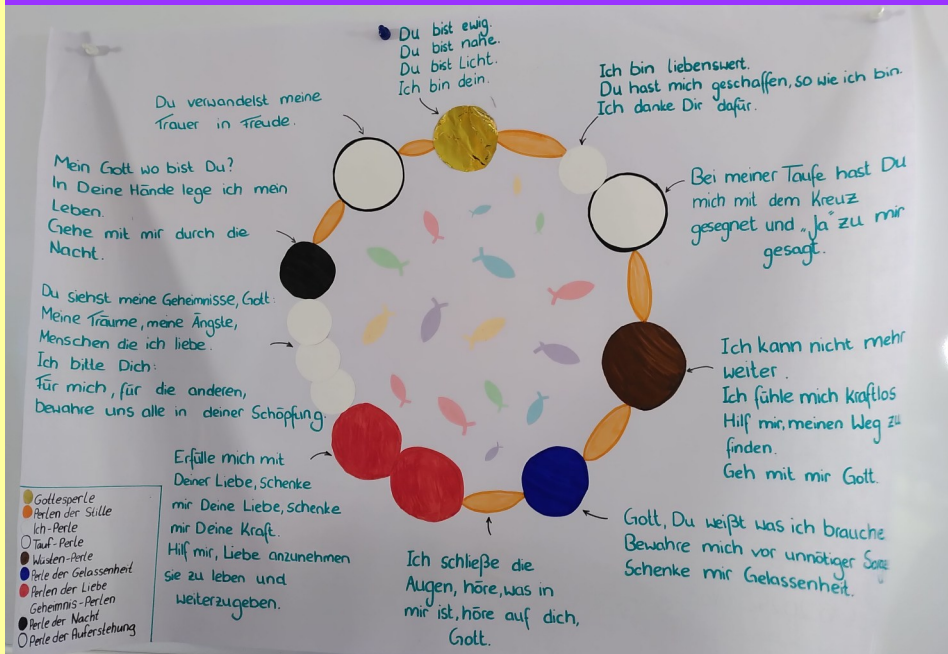 Du bist ewig.
Du bist nahe.
Du bist Licht.
Ich bin dein.
Ich bin liebenswert.
Du hast mich geschaffen, so wie ich bin.
Ich danke Dir dafür.
Bei meiner Taufe hast Du
mich mit dem Kreuz
gesegnet und „Ja“ zu mir
gesagt.
Ich kann nicht mehr
weiter.
Ich fühle mich kraftlos
Hilf mir, meinen Weg zu
finden.
Geh mit mir Gott.
Gott, Du weißt was ich brauche
Bewahre mich vor unnötiger Sorge
Schenke mir Gelassenheit.
Ich schließe die
Augen, höre, was in
mir ist, höre auf dich,
Gott.
Erfülle mich mit
Deiner Liebe, Schenke
mir Deine Liebe, Schenke
mir Deine Kraft.
Hilf mir, Liebe anzunehmen
sie zu leben und
weiterzugeben.
Du siehst meine Geheimnisse, Gott:
Meine Träume, meine Ängste,
Menschen die ich liebe.
Ich bitte Dich:
Für mich, für die anderen,
bewahre uns alle in deiner Schöpfung.
Mein Gott wo bist Du?
In Deine Hände lege ich mein
Leben.
Gehe mit mir durch die
Nacht.
Du verwandelst meine
Trauer in Freude.
Gottesperle
Perlen der Stille
Ich-Perle
Tauf-Perle
Wüsten-Perle
Perle der Gelassenheit
Perlen der Liebe
Geheimnis-Perlen
Perle der Nacht
Perle der Auferstehung